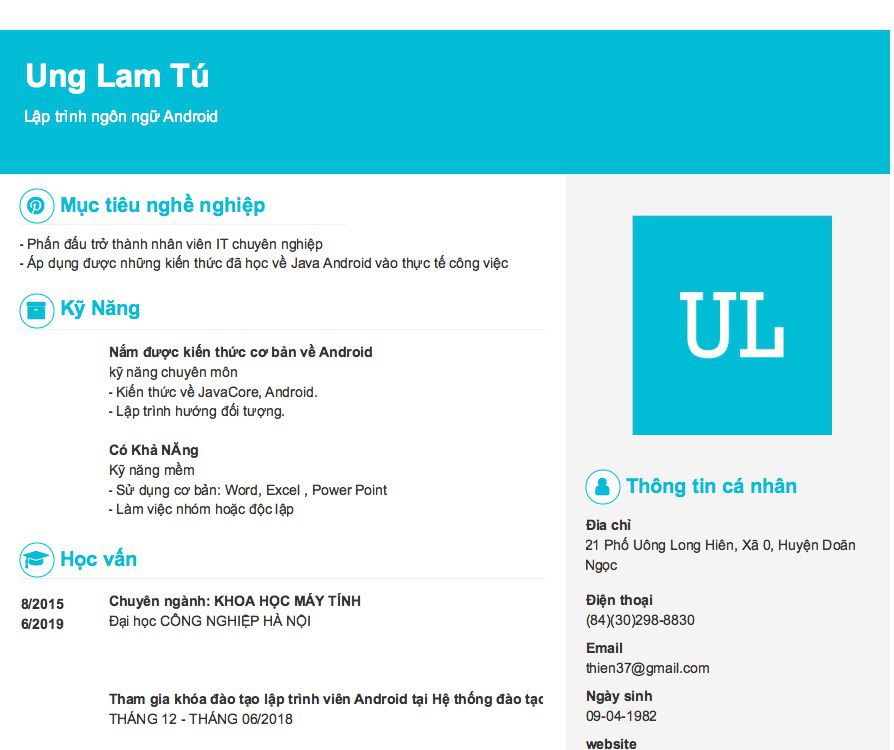 Ung Lam Tú
Lập trình ngôn ngữ Android
Mục tiêu nghề nghiệp
- Phấn đấu trở thành nhân viên IT chuyên nghiệp
- Áp dụng được những kiến thức đã học về Java Android vào thực tế công việc
Kỹ Năng
Nắm được kiến thức cơ bản về Android
kỹ năng chuyên môn
- Kiến thức về JavaCore, Android.
- Lập trình hướng đối tượng.
Có Khả NĂng
Kỹ năng mềm
- Sử dụng cơ bản: Word, Excel , Power Point
- Làm việc nhóm hoặc độc lập
Học vấn
8/2015
6/2019
Chuyên ngành: KHOA HỌC MÁY TÍNH
Đại học CÔNG NGHIỆP HÀ NỘI
Tham gia khóa đào tạo lập trình viên Android tại Hệ thống đào tạo
THÁNG 12 - THÁNG 06/2018
UL
Thông tin cá nhân
Đia chỉ
21 Phố Uông Long Hiên, Xã 0, Huyện Doãn
Ngọc
Điện thoại
(84)(30)298-8830
Email
thien37@gmail.com
Ngày sinh
09-04-1982
website